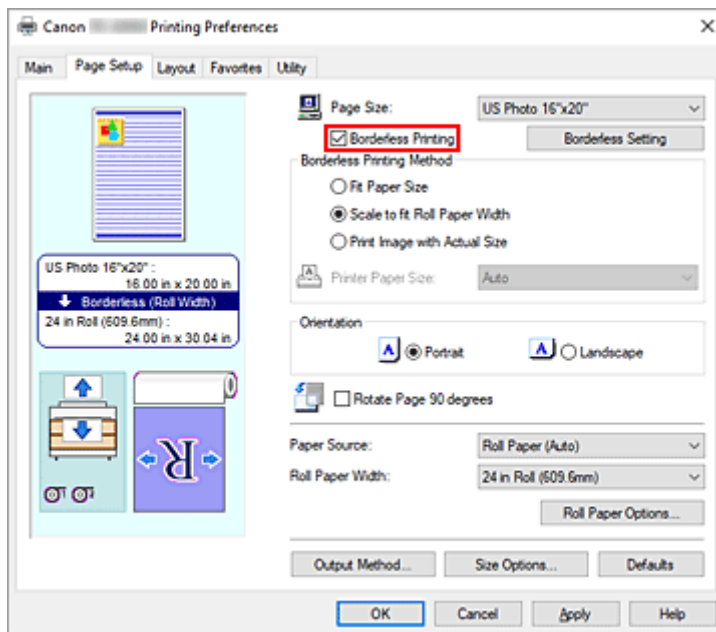 Canon Printing Preferences
Main Page Setup Layout Favorites Utility
Page Size: US Photo 16"x20"
Borderless Printing Borderless Setting
Borderless Printing Method
Fit Paper Size
Scale to fit Roll Paper Width
Print Image with Actual Size
Printer Paper Size: Auto
US Photo 16"x20" :
16.00 in x 20.00 in
Borderless (Roll Width)
24 in Roll (609.6mm) :
24.00 in x 30.04 in
Orientation
A Portrait A Landscape
Rotate Page 90 degrees
R
Paper Source: Roll Paper (Auto)
Roll Paper Width: 24 in Roll (609.6mm)
Roll Paper Options...
Output Method... Size Options... Defaults
OK Cancel Apply Help